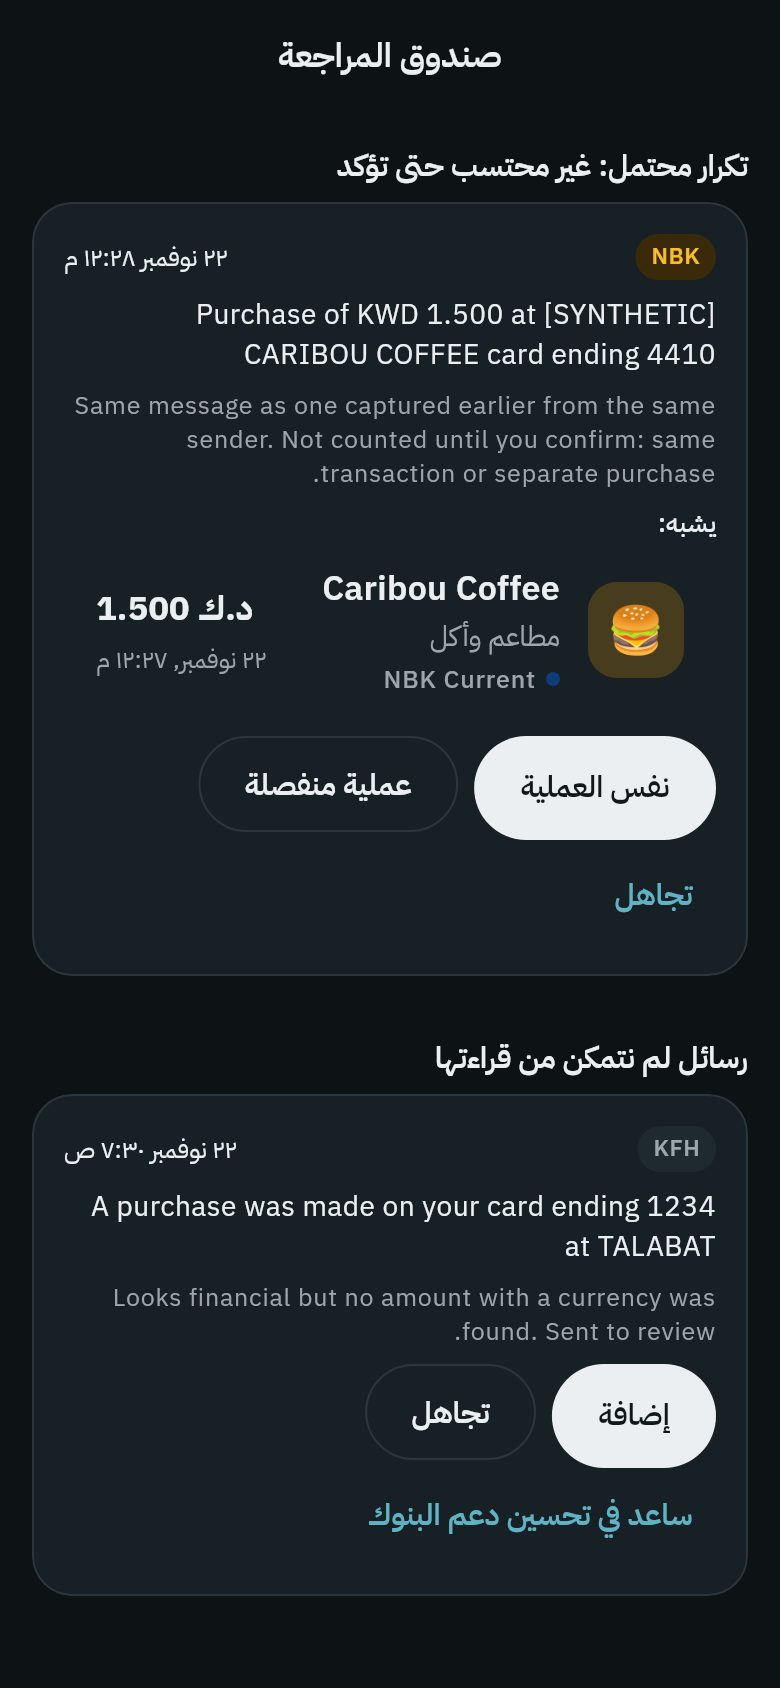 صندوق المراجعة
تكرار محتمل: غير محتسب حتى تؤكد
NBK
٢٢ نوفمبر ١٢:٢٨ م
Purchase of KWD 1.500 at [SYNTHETIC]
CARIBOU COFFEE card ending 4410
Same message as one captured earlier from the same
sender. Not counted until you confirm: same
transaction or separate purchase.
يشبه:
Caribou Coffee
د.ك 1.500
مطاعم وأكل
٢٢ نوفمبر, ١٢:٢٧ م
NBK Current
نفس العملية
عملية منفصلة
تجاهل
رسائل لم نتمكن من قراءتها
KFH
٢٢ نوفمبر ٧:٣٠ ص
A purchase was made on your card ending 1234
at TALABAT
Looks financial but no amount with a currency was
found. Sent to review.
إضافة
تجاهل
ساعد في تحسين دعم البنوك